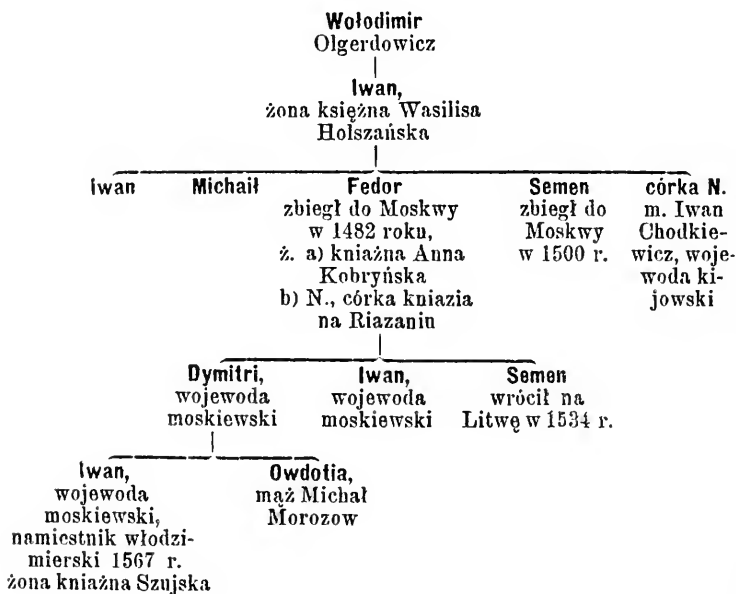 Wołodimir
Olgerdowicz
Iwan,
żona księżna Wasilisa
Holszańska
Iwan
Michaił
Fedor
zbiegł do Moskwy
w 1482 roku,
ż. a) kniaźna Anna
Kobryńska
b) N., córka kniazia
na Riazaniu
Semen
zbiegł do
Moskwy
w 1500 r.
córka N.
m. Iwan
Chodkie-
wicz, woje-
woda ki-
jowski
Dymitri,
wojewoda
moskiewski
Iwan,
wojewoda
moskiewski
Semen
wrócił na
Litwę w 1534 r.
Iwan,
wojewoda
moskiewski,
namiestnik włodzi-
mierski 1567 r.
żona kniaźna Szujska
Owdotia,
mąż Michał
Morozow